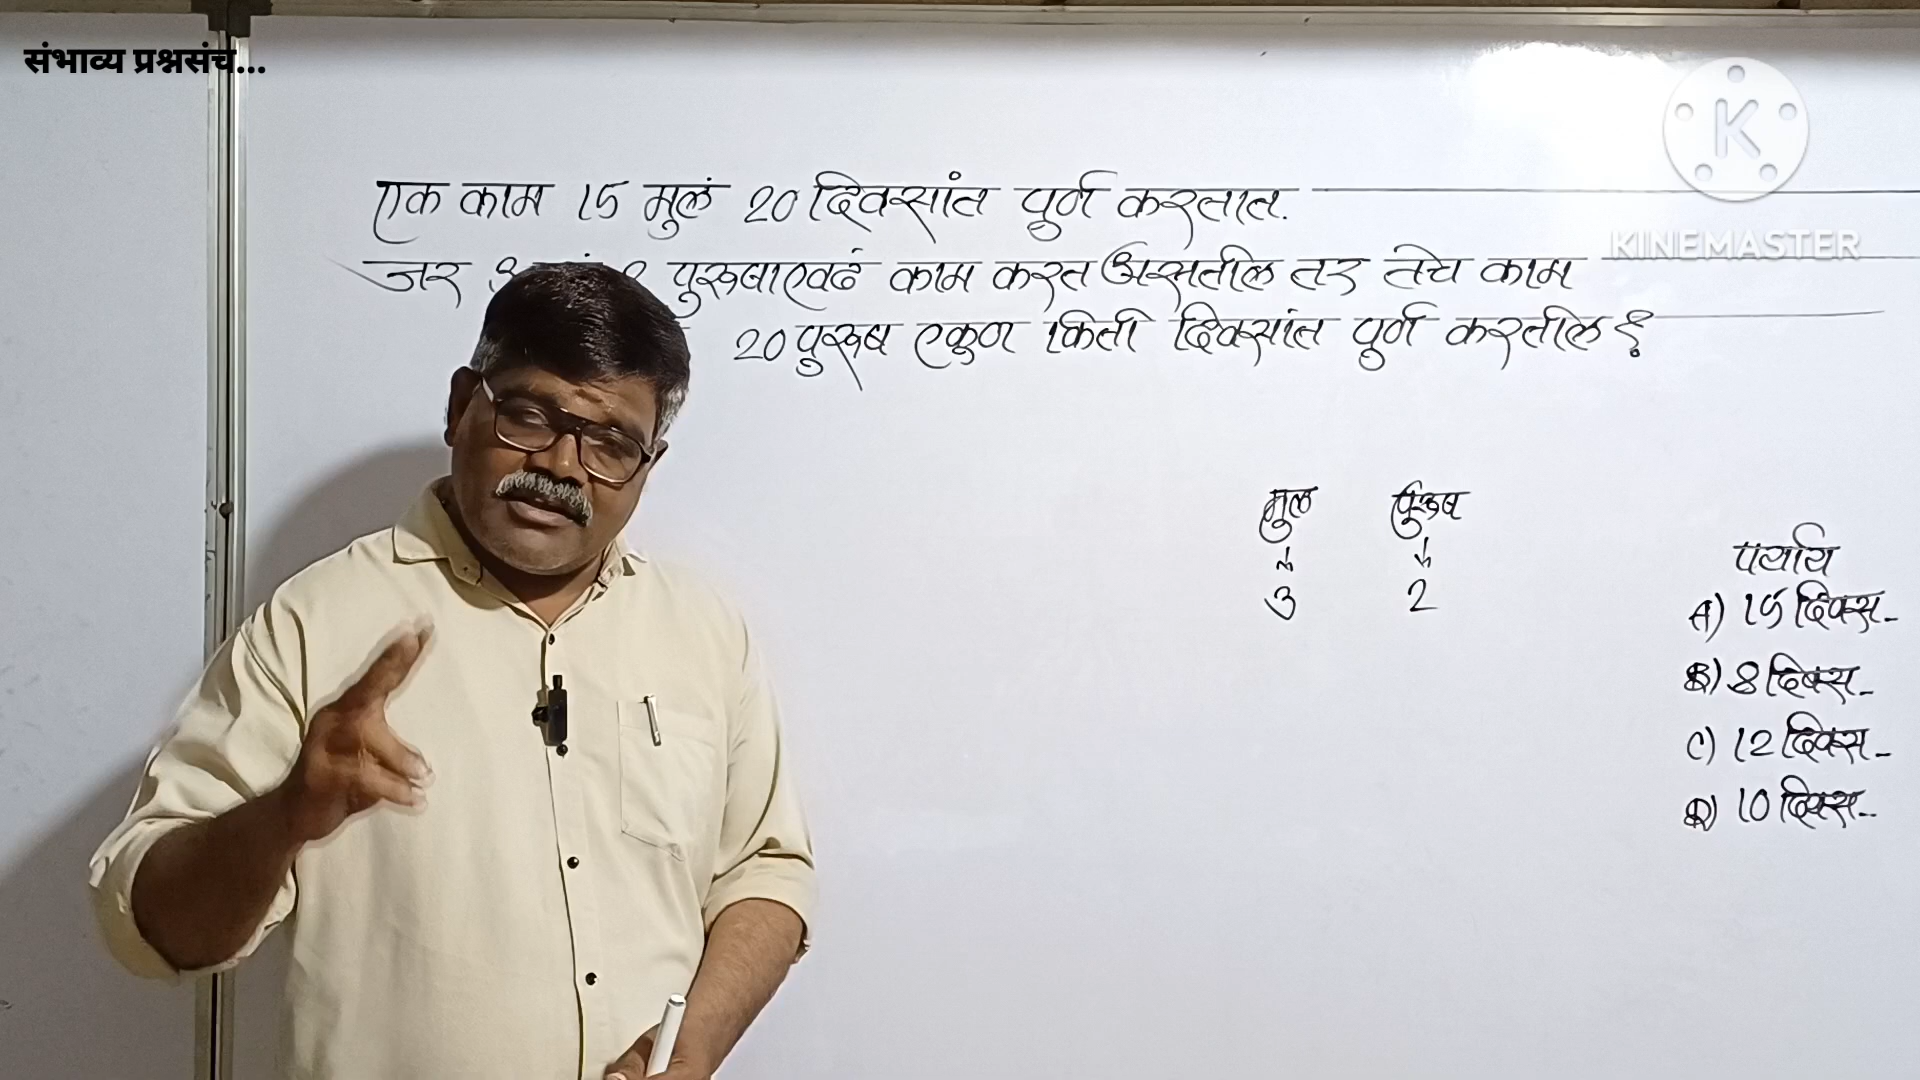 संभाव्य प्रश्नसंच...
K
KINEMASTER
एक काम 15 मुलं 20 दिवसांत पूर्ण करतात.
जर पुरूषाएवढं काम करत असतील तर तेच काम
20 पुरूष एकूण किती दिवसांत पूर्ण करतील ?
मुलं पुरूष
↓ ↓
3 2
पर्याय
A) 15 दिवस-
B) 8 दिवस-
C) 12 दिवस-
D) 10 दिवस-